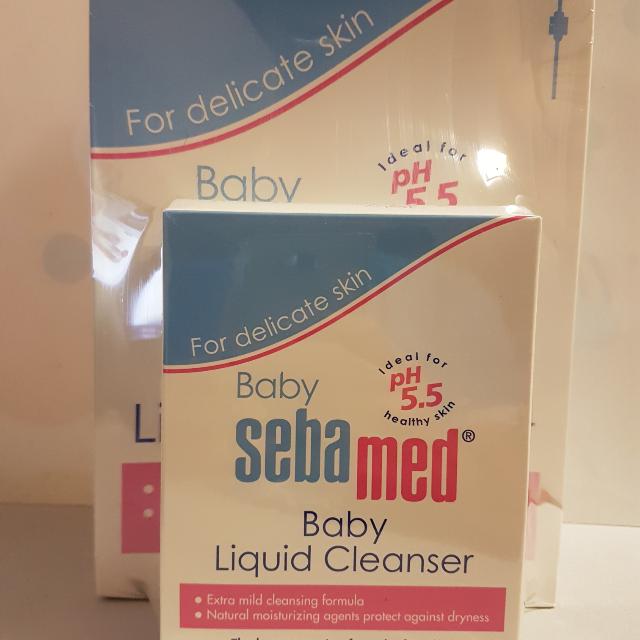 For delicate skin
Baby
Ideal for
pH
5.5
Li
For delicate skin
Baby
Ideal for
pH
5.5
healthy skin
sebamed®
Baby
Liquid Cleanser
• Extra mild cleansing formula
• Natural moisturizing agents protect against dryness